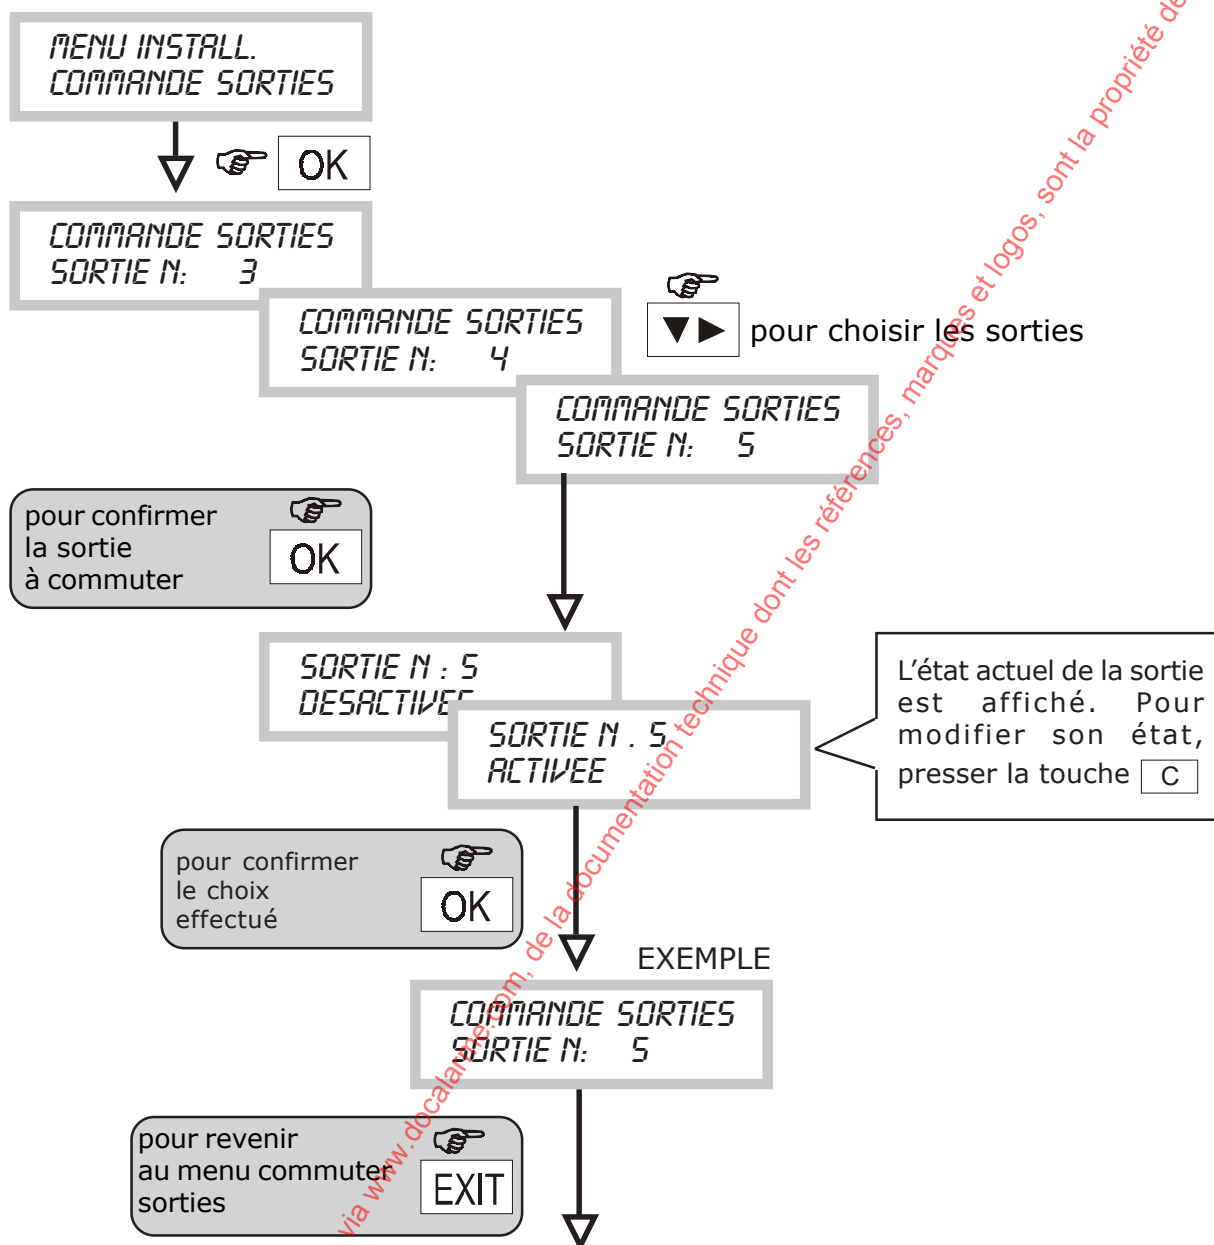 MENU INSTALL.
COMMANDE SORTIES
OK
COMMANDE SORTIES
SORTIE N: 3
COMMANDE SORTIES
SORTIE N: 4
pour choisir les sorties
COMMANDE SORTIES
SORTIE N: 5
pour confirmer
la sortie
à commuter
OK
SORTIE N : 5
DESACTIVEE
SORTIE N . 5
ACTIVEE
L’état actuel de la sortie
est affiché. Pour
modifier son état,
presser la touche C
pour confirmer
le choix
effectué
OK
EXEMPLE
COMMANDE SORTIES
SORTIE N: 5
pour revenir
au menu commuter
sorties
EXIT
via www.docalarme.com, de la documentation technique dont les références, marques et logos, sont la propriété de